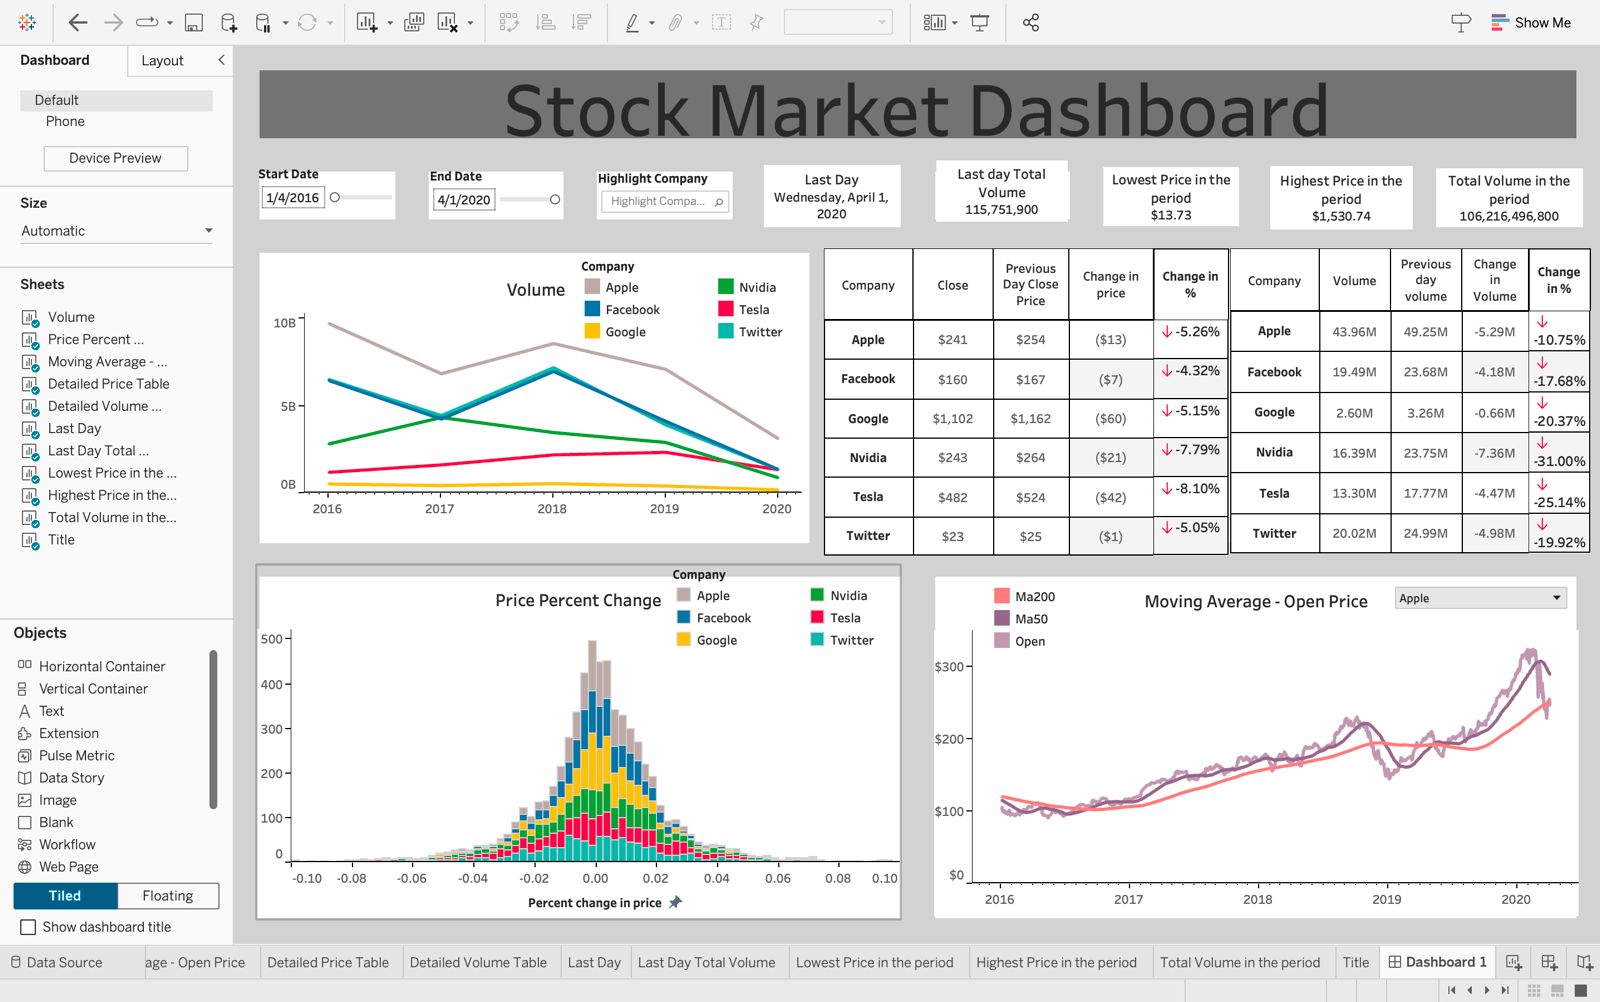 Show Me
Dashboard
Layout
Default
Phone
Device Preview
Size
Automatic
Sheets
Volume
Price Percent ...
Moving Average - ...
Detailed Price Table
Detailed Volume ...
Last Day
Last Day Total ...
Lowest Price in the ...
Highest Price in the...
Total Volume in the...
Title
Objects
Horizontal Container
Vertical Container
Text
Extension
Pulse Metric
Data Story
Image
Blank
Workflow
Web Page
Tiled
Floating
Show dashboard title
Stock Market Dashboard
Start Date
1/4/2016
End Date
4/1/2020
Highlight Company
Highlight Compa...
Last Day
Wednesday, April 1,
2020
Last day Total
Volume
115,751,900
Lowest Price in the
period
$13.73
Highest Price in the
period
$1,530.74
Total Volume in the
period
106,216,496,800
Volume
Company
Apple
Facebook
Google
Nvidia
Tesla
Twitter
10B
5B
0B
2016 2017 2018 2019 2020
Company
Close
Previous
Day Close
Price
Change in
price
Change in
%
Apple $241 $254 ($13) -5.26%
Facebook $160 $167 ($7) -4.32%
Google $1,102 $1,162 ($60) -5.15%
Nvidia $243 $264 ($21) -7.79%
Tesla $482 $524 ($42) -8.10%
Twitter $23 $25 ($1) -5.05%
Company
Volume
Previous
day
volume
Change
in
Volume
Change
in %
Apple 43.96M 49.25M -5.29M -10.75%
Facebook 19.49M 23.68M -4.18M -17.68%
Google 2.60M 3.26M -0.66M -20.37%
Nvidia 16.39M 23.75M -7.36M -31.00%
Tesla 13.30M 17.77M -4.47M -25.14%
Twitter 20.02M 24.99M -4.98M -19.92%
Price Percent Change
Company
Apple
Facebook
Google
Nvidia
Tesla
Twitter
500
400
300
200
100
0
-0.10 -0.08 -0.06 -0.04 -0.02 0.00 0.02 0.04 0.06 0.08 0.10
Percent change in price
Ma200
Ma50
Open
Moving Average - Open Price
Apple
$300
$200
$100
$0
2016 2017 2018 2019 2020
Data Source
age - Open Price
Detailed Price Table
Detailed Volume Table
Last Day
Last Day Total Volume
Lowest Price in the period
Highest Price in the period
Total Volume in the period
Title
Dashboard 1